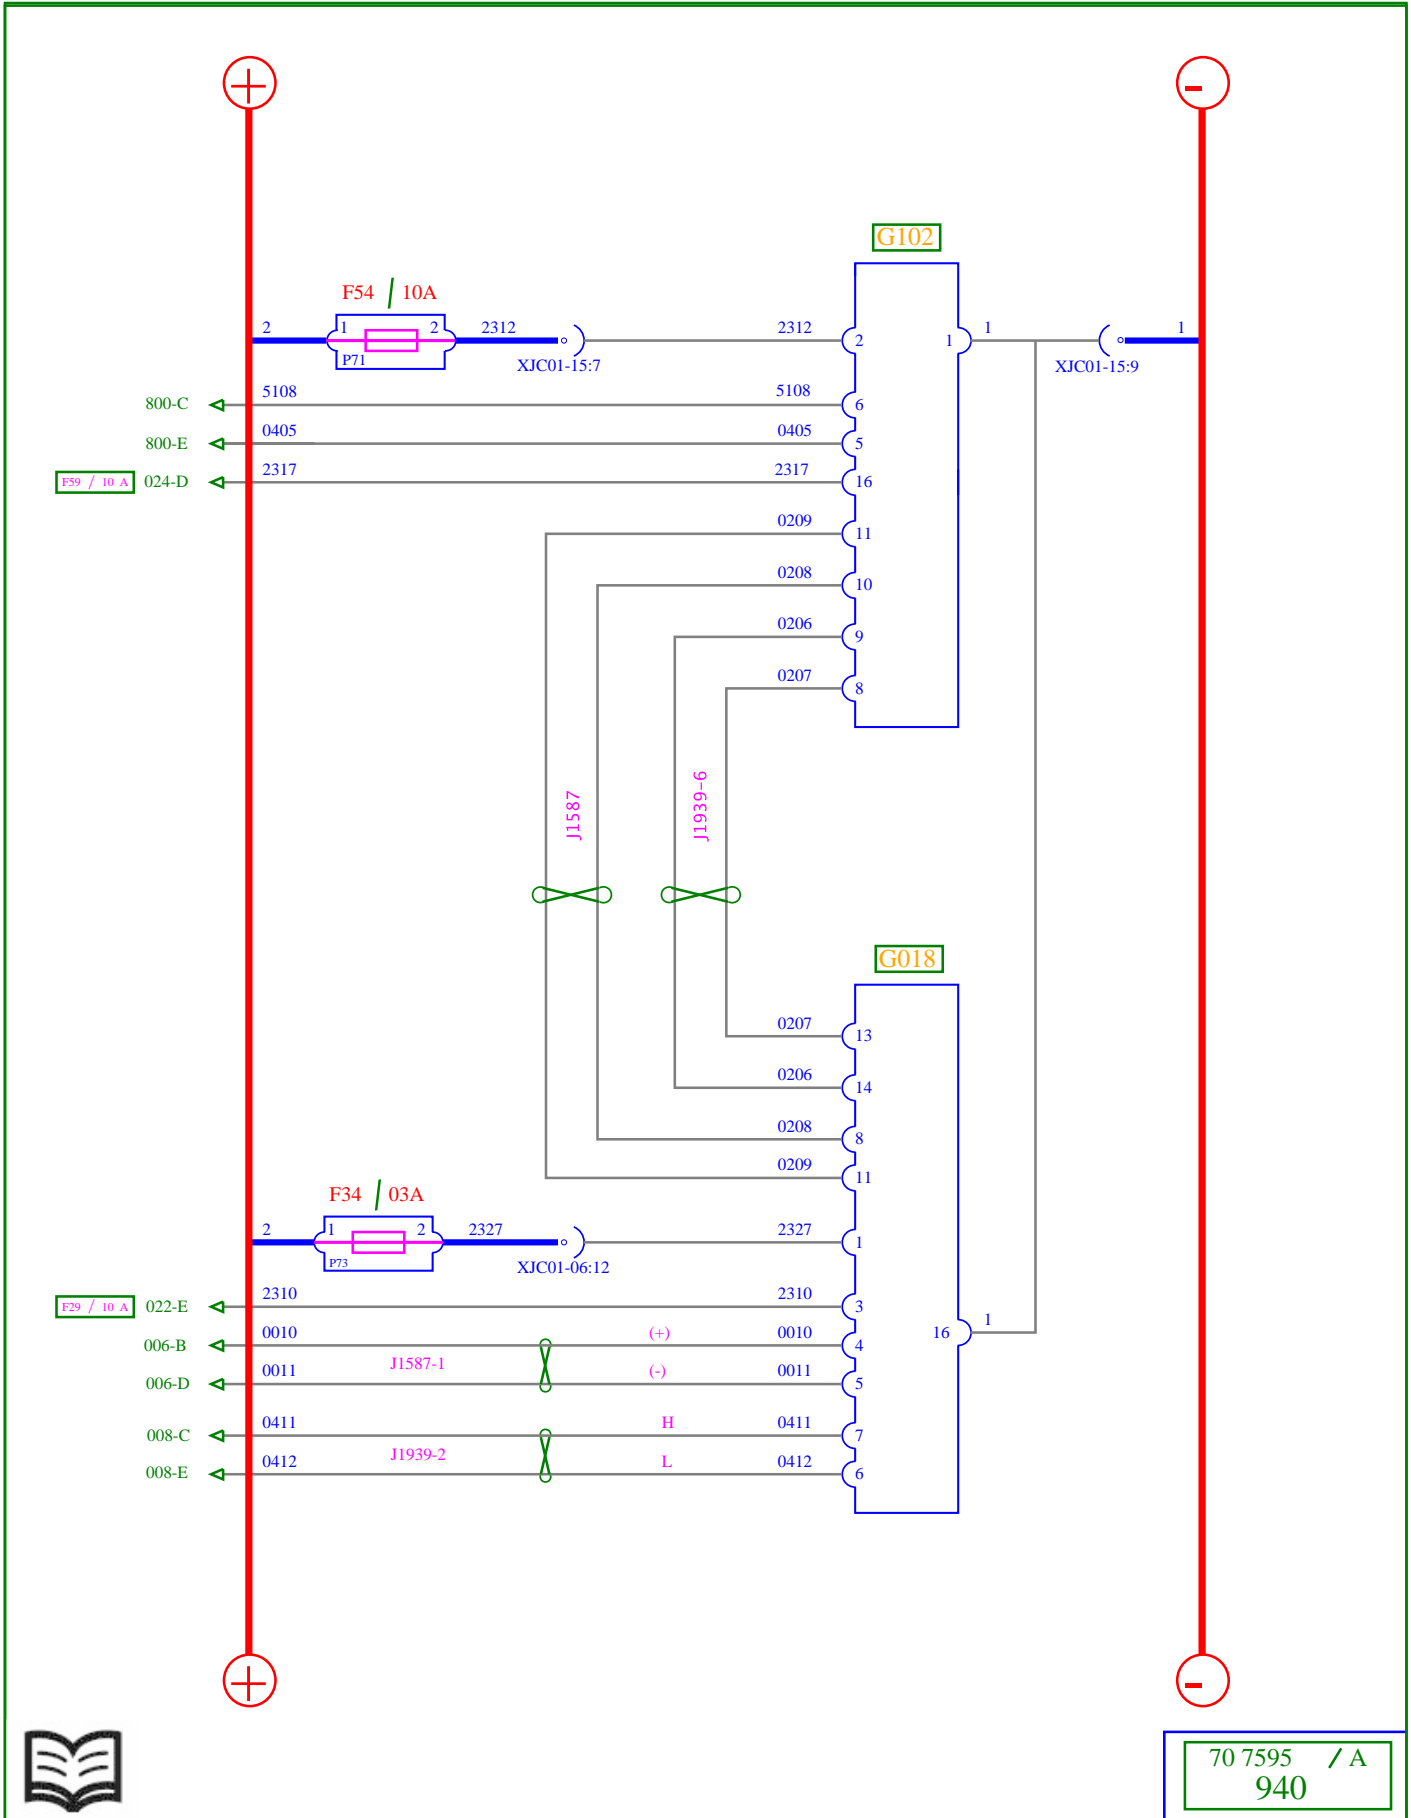 G102
F54 / 10A
2 1 2 2312 2312 2 1 1 1
P71 XJC01-15:7 XJC01-15:9
800-C 5108 5108 6
800-E 0405 0405 5
F59 / 10 A 024-D 2317 2317 16
0209 11
0208 10
0206 9
0207 8
J1587 J1939-6
G018
0207 13
0206 14
0208 8
0209 11
F34 / 03A
2 1 2 2327 2327 1
P73 XJC01-06:12
F29 / 10 A 022-E 2310 2310 3
16 1
006-B 0010 (+) 0010 4
J1587-1
006-D 0011 (-) 0011 5
008-C 0411 H 0411 7
J1939-2
008-E 0412 L 0412 6
70 7595 / A
940